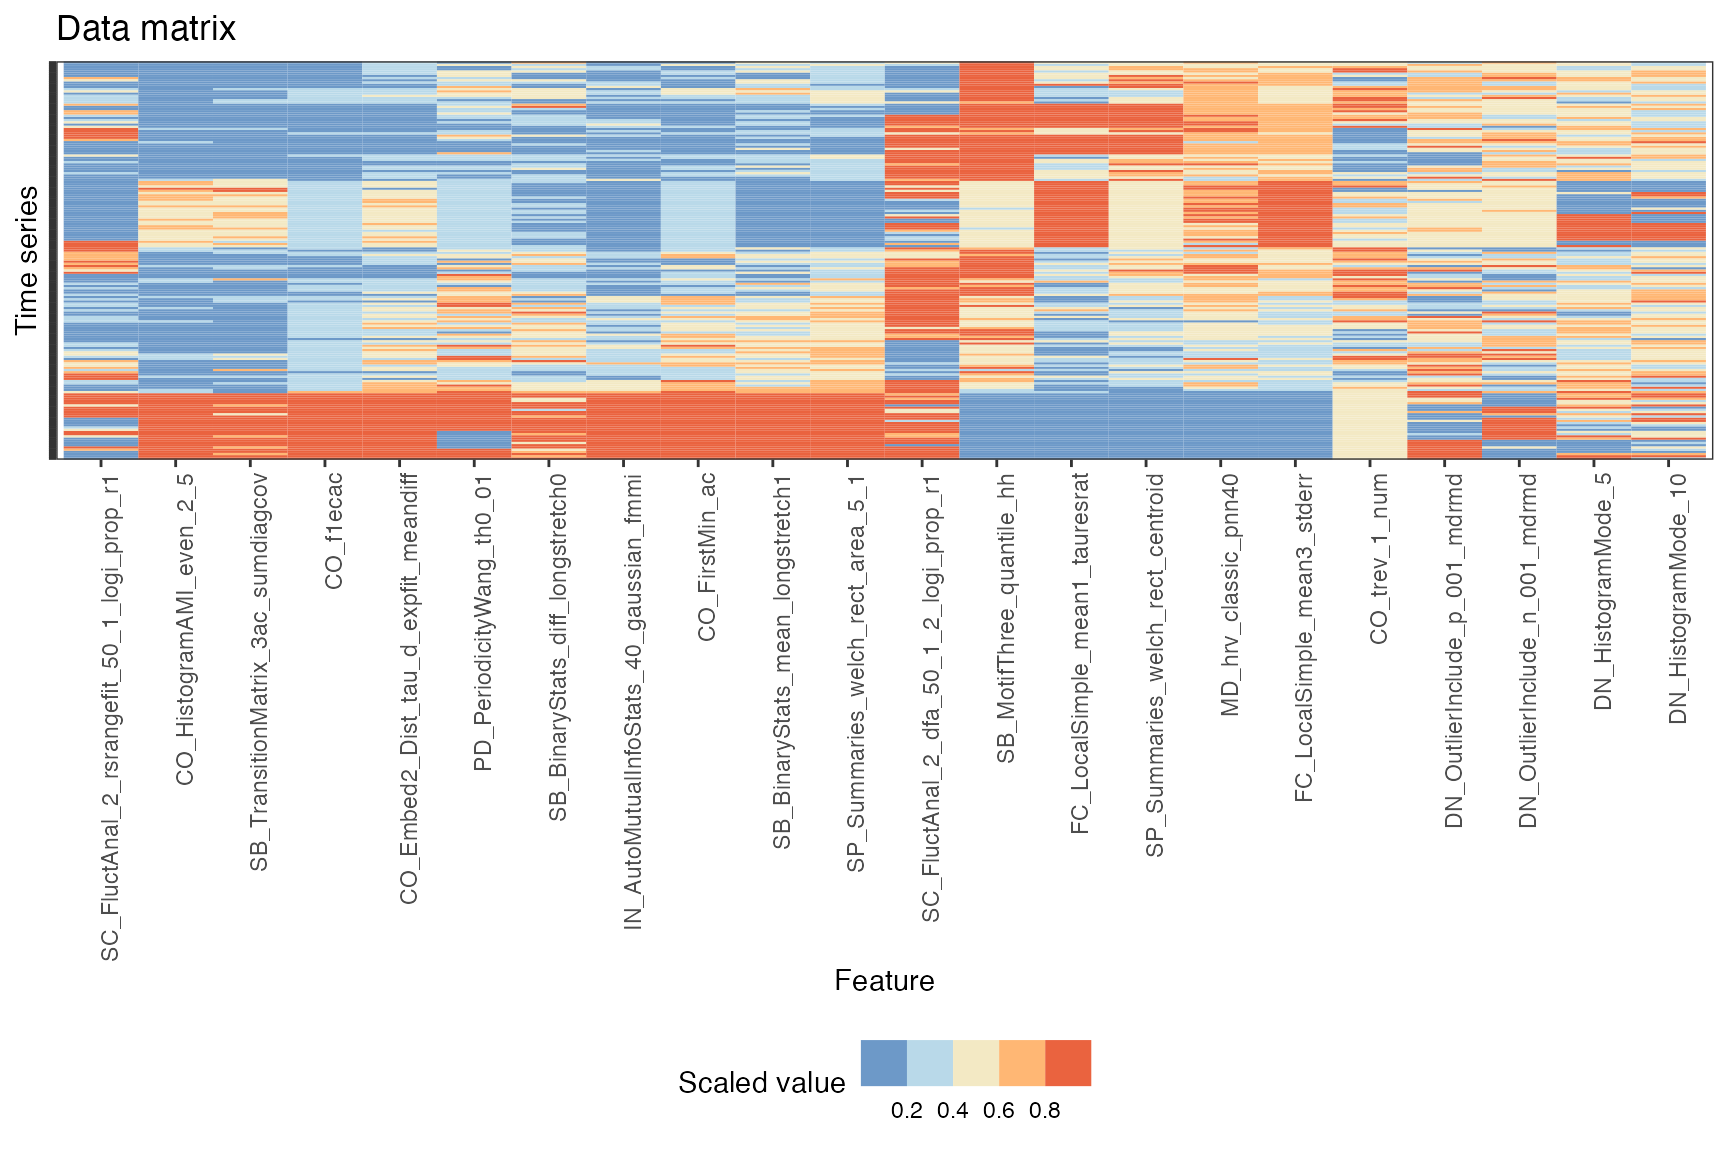 Data matrix
Time series
SC_FluctAnal_2_rsrangefit_50_1_logi_prop_r1
CO_HistogramAMI_even_2_5
SB_TransitionMatrix_3ac_sumdiagcov
CO_f1ecac
CO_Embed2_Dist_tau_d_expfit_meandiff
PD_PeriodicityWang_th0_01
SB_BinaryStats_diff_longstretch0
IN_AutoMutualInfoStats_40_gaussian_fmmi
CO_FirstMin_ac
SB_BinaryStats_mean_longstretch1
SP_Summaries_welch_rect_area_5_1
SC_FluctAnal_2_dfa_50_1_2_logi_prop_r1
SB_MotifThree_quantile_hh
FC_LocalSimple_mean1_tauresrat
SP_Summaries_welch_rect_centroid
MD_hrv_classic_pnn40
FC_LocalSimple_mean3_stderr
CO_trev_1_num
DN_OutlierInclude_p_001_mdrmd
DN_OutlierInclude_n_001_mdrmd
DN_HistogramMode_5
DN_HistogramMode_10
Feature
Scaled value
0.2 0.4 0.6 0.8